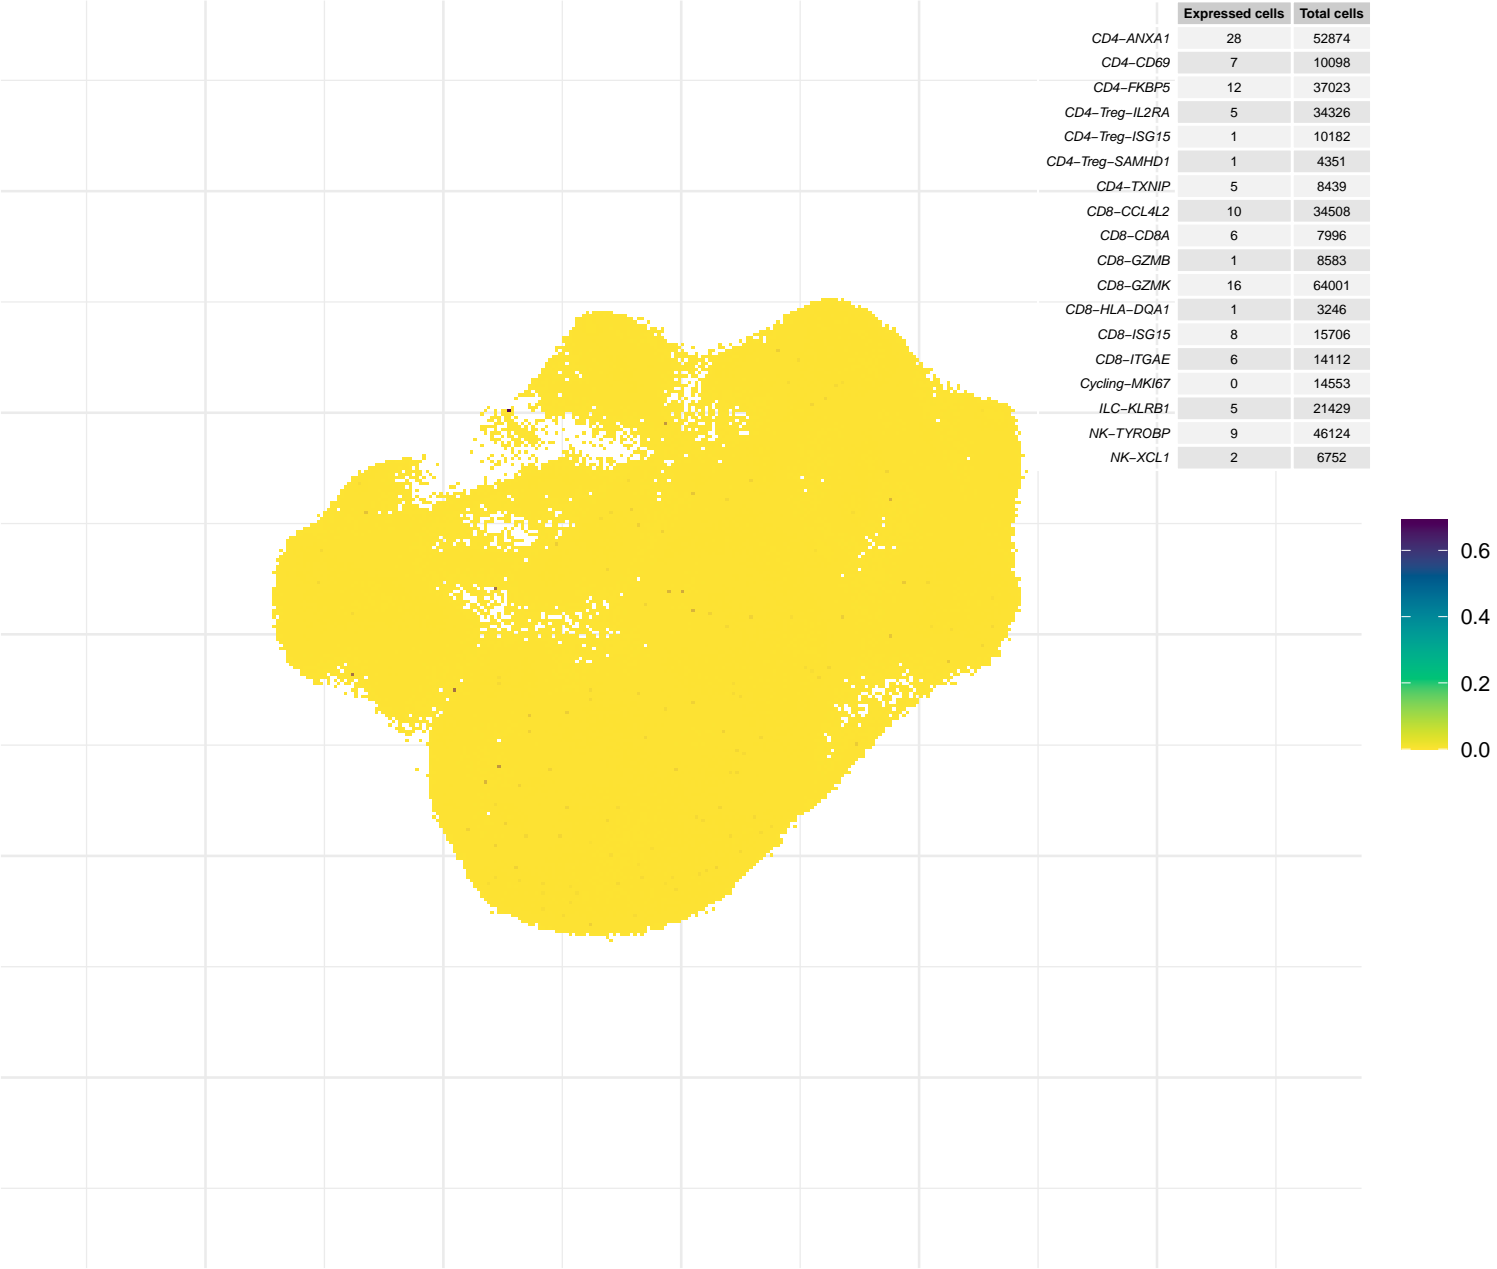 Expressed cells Total cells
CD4−ANXA1 28 52874
CD4−CD69 7 10098
CD4−FKBP5 12 37023
CD4−Treg−IL2RA 5 34326
CD4−Treg−ISG15 1 10182
CD4−Treg−SAMHD1 1 4351
CD4−TXNIP 5 8439
CD8−CCL4L2 10 34508
CD8−CD8A 6 7996
CD8−GZMB 1 8583
CD8−GZMK 16 64001
CD8−HLA−DQA1 1 3246
CD8−ISG15 8 15706
CD8−ITGAE 6 14112
Cycling−MKI67 0 14553
ILC−KLRB1 5 21429
NK−TYROBP 9 46124
NK−XCL1 2 6752
0.6
0.4
0.2
0.0